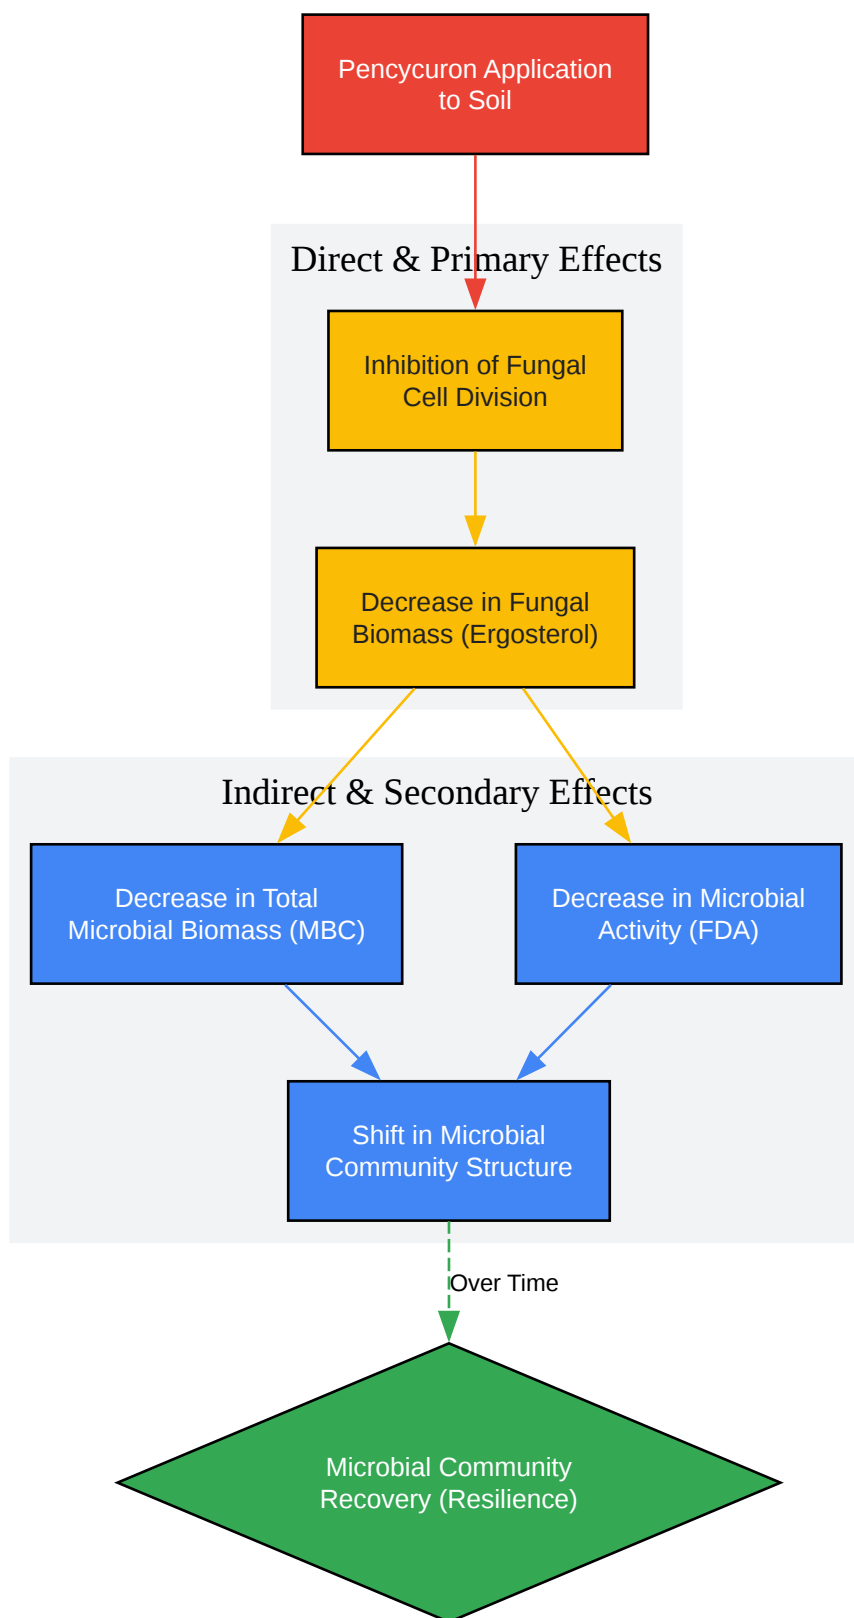 Pencycuron Application
to Soil
Direct & Primary Effects
Inhibition of Fungal
Cell Division
Decrease in Fungal
Biomass (Ergosterol)
Indirect & Secondary Effects
Decrease in Total
Microbial Biomass (MBC)
Decrease in Microbial
Activity (FDA)
Shift in Microbial
Community Structure
Over Time
Microbial Community
Recovery (Resilience)